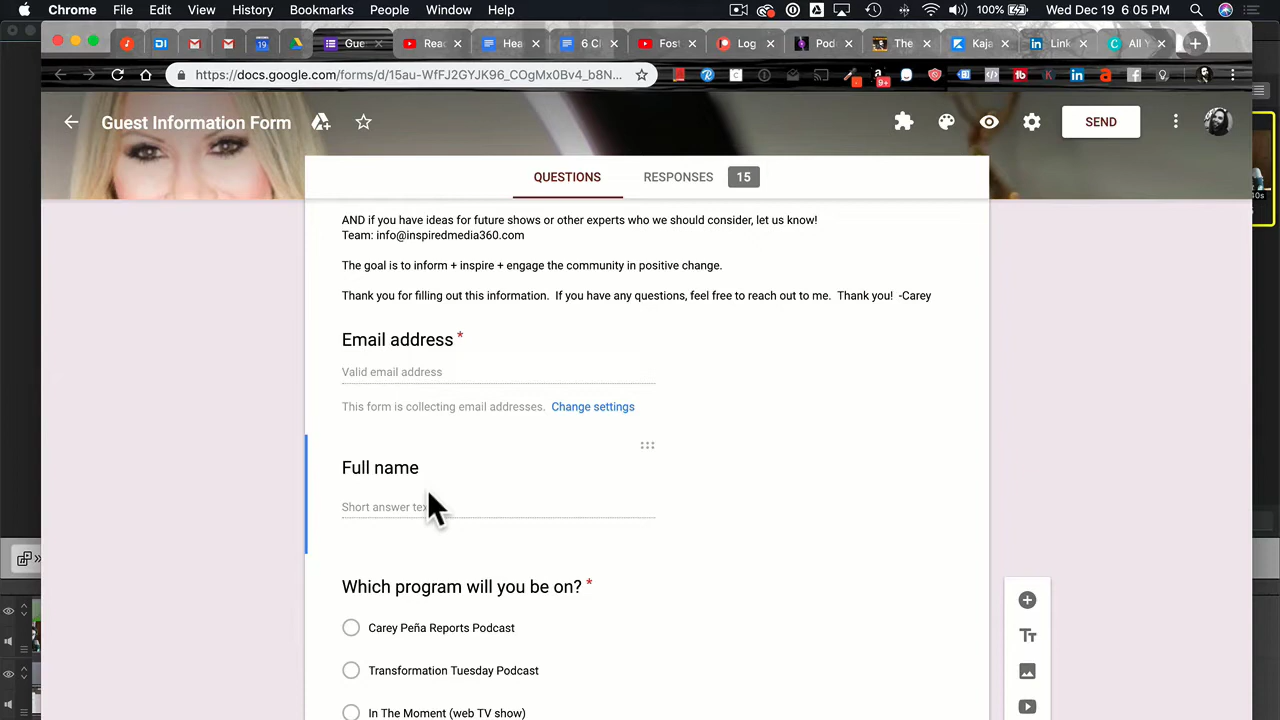 Chrome File Edit View History Bookmarks People Window Help 100% Wed Dec 19 6:05 PM
Gue Rea Hea 6 C Fost Log Pod The Kaja Link All Y
https://docs.google.com/forms/d/15au-WfFJ2GYJK96_COgMx0Bv4_b8N...
Guest Information Form SEND
QUESTIONS RESPONSES 15
AND if you have ideas for future shows or other experts who we should consider, let us know!
Team: info@inspiredmedia360.com
The goal is to inform + inspire + engage the community in positive change.
Thank you for filling out this information. If you have any questions, feel free to reach out to me. Thank you! -Carey
Email address *
Valid email address
This form is collecting email addresses. Change settings
Full name
Short answer
Which program will you be on? *
Carey Peña Reports Podcast
Transformation Tuesday Podcast
In The Moment (web TV show)